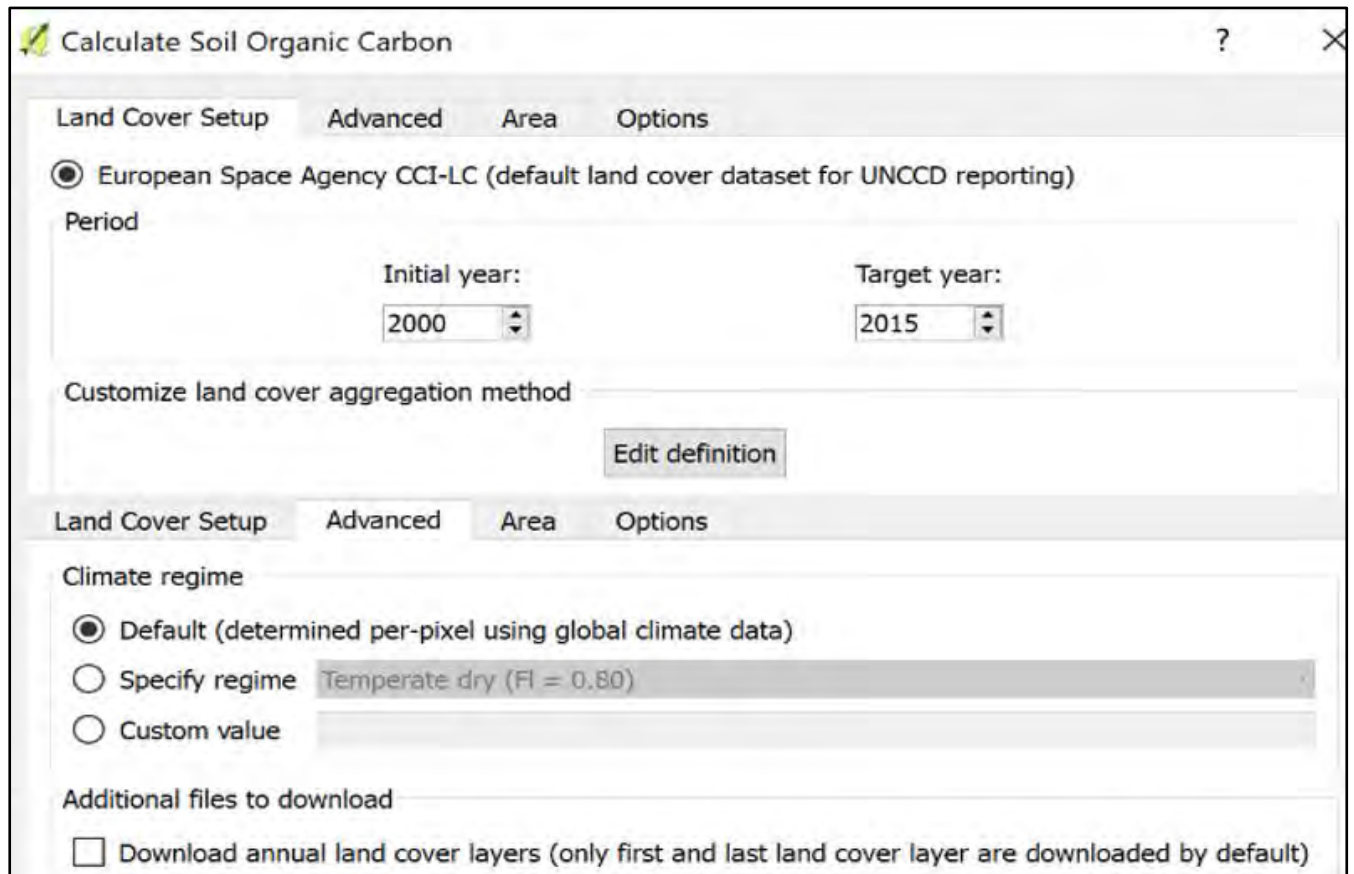 Calculate Soil Organic Carbon ?
Land Cover Setup Advanced Area Options
European Space Agency CCI-LC (default land cover dataset for UNCCD reporting)
Period
Initial year: Target year:
2000 2015
Customize land cover aggregation method
Edit definition
Land Cover Setup Advanced Area Options
Climate regime
Default (determined per-pixel using global climate data)
Specify regime Temperate dry (Fl = 0.80)
Custom value
Additional files to download
Download annual land cover layers (only first and last land cover layer are downloaded by default)